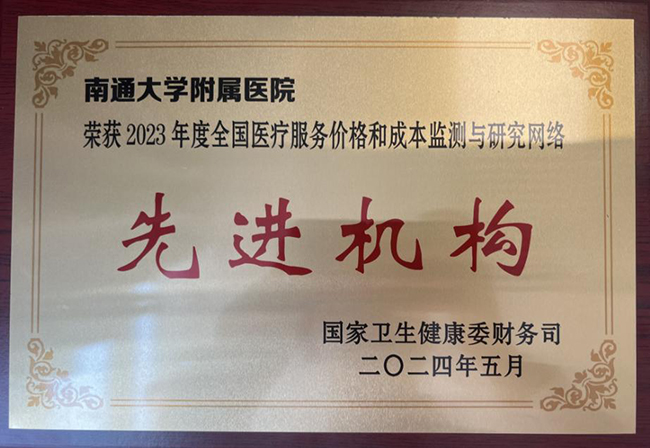 南通大学附属医院
荣获2023年度全国医疗服务价格和成本监测与研究网络
先进机构
国家卫生健康委财务司
二〇二四年五月